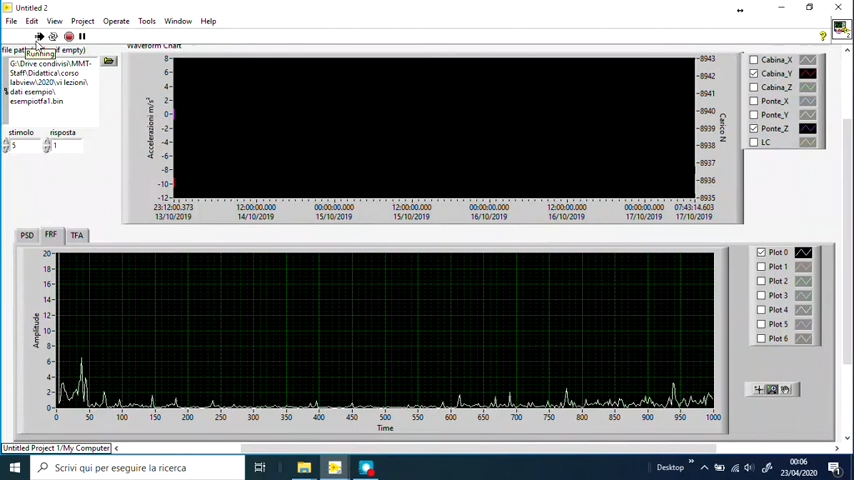 Untitled 2
File Edit View Project Operate Tools Window Help
Running
if empty)
G:\Drive condivisi\MMT-
Staff\Didattica\corso
labview\2020\vi lezioni\
dati esempio\
esempiotfa1.bin
stimolo risposta
5 1
Waveform Chart
Accelerazioni m/s²
8
6
4
2
0
-2
-4
-6
-8
-10
-12
8943
8942
8941
8940
8939
8938
8937
8936
8935
Carico N
23:12:00.373 12:00:00.000 00:00:00.000 12:00:00.000 00:00:00.000 12:00:00.000 00:00:00.000 07:43:14.603
13/10/2019 14/10/2019 15/10/2019 15/10/2019 16/10/2019 16/10/2019 17/10/2019 17/10/2019
Cabina_X
Cabina_Y
Cabina_Z
Ponte_X
Ponte_Y
Ponte_Z
LC
PSD FRF TFA
Amplitude
20
18
16
14
12
10
8
6
4
2
0
0 50 100 150 200 250 300 350 400 450 500 550 600 650 700 750 800 850 900 950 1000
Time
Plot 0
Plot 1
Plot 2
Plot 3
Plot 4
Plot 5
Plot 6
Untitled Project 1/My Computer
Scrivi qui per eseguire la ricerca
Desktop
00:06
23/04/2020